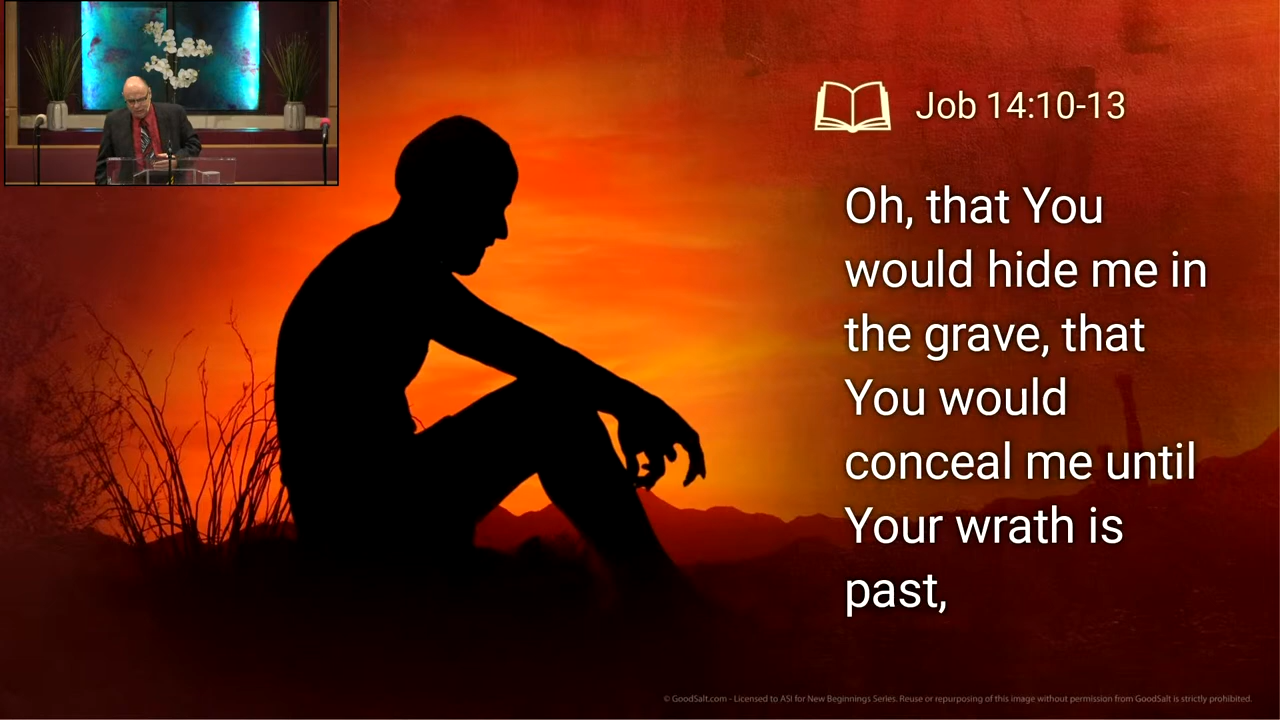 Job 14:10-13
Oh, that You
would hide me in
the grave, that
You would
conceal me until
Your wrath is
past,
© GoodSalt.com - Licensed to ASI for New Beginnings Series. Reuse or repurposing of this image without permission from GoodSalt is strictly prohibited.